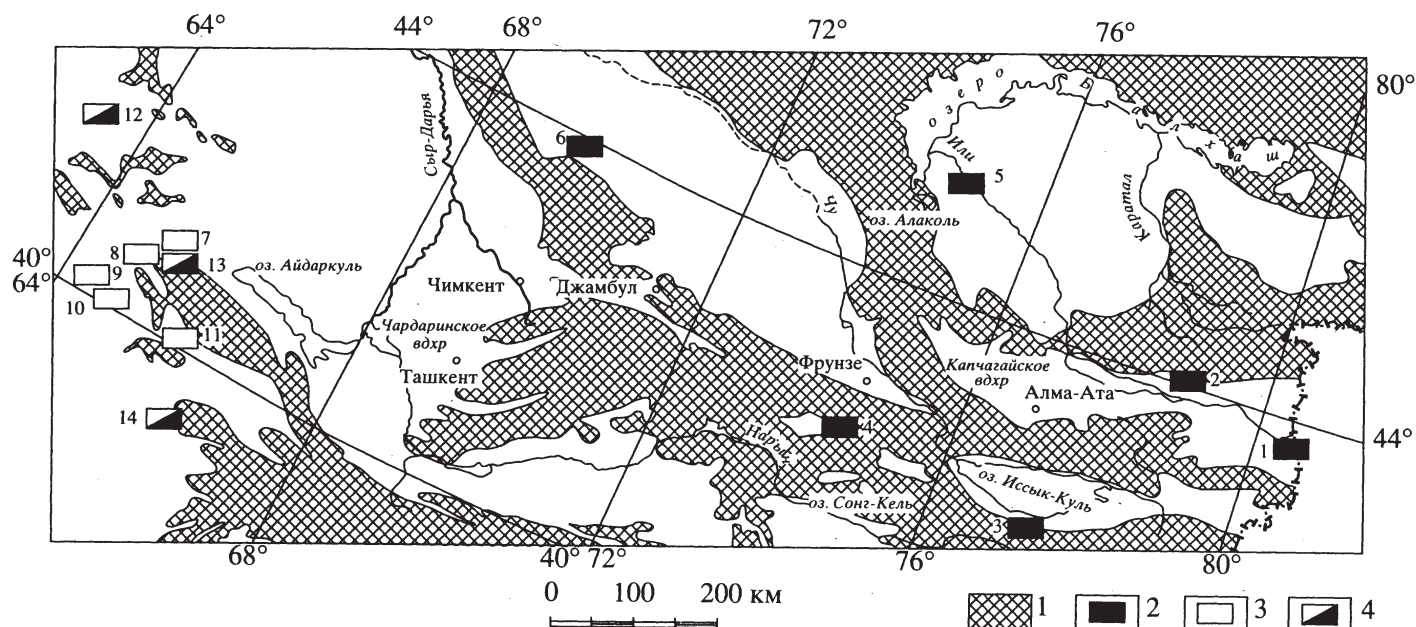 64° 44° 68° 72° 76°
80°
12
Сыр-Дарья
6
озеро Балхаш
Или
5
Чу
оз. Алаколь
Каратал
7
8
40°
64°
9
13
10
оз. Айдаркуль
Чимкент
Джамбул
11
Чардаринское
вдхр
Ташкент
Фрунзе
Капчагайское
вдхр
2
Алма-Ата
14
4
Нарын
44°
1
оз. Иссык-Куль
оз. Сонг-Кель
3
68° 40° 72° 76° 80°
0 100 200 км
1 2 3 4